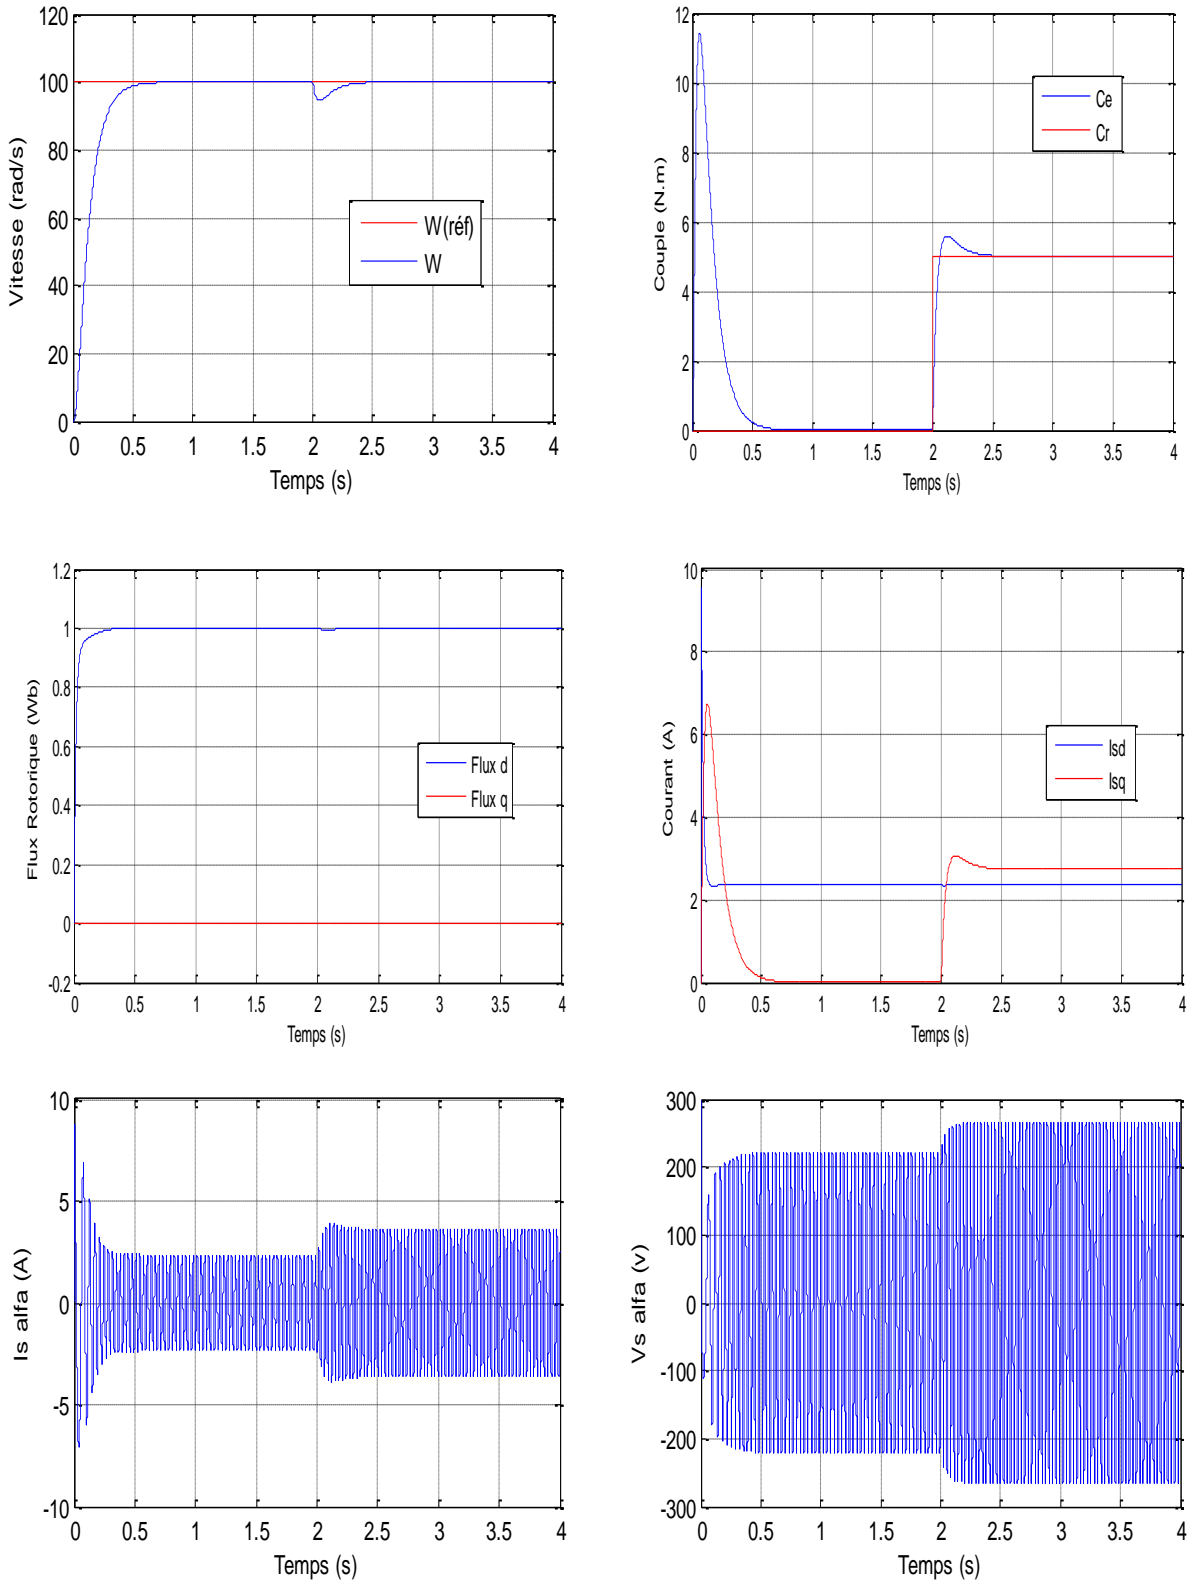 120
100
80
60
40
20
0
Vitesse (rad/s)
W(réf)
W
0 0.5 1 1.5 2 2.5 3 3.5 4
Temps (s)
12
10
8
6
4
2
0
Couple (N.m)
Ce
Cr
0 0.5 1 1.5 2 2.5 3 3.5 4
Temps (s)
1.2
1
0.8
0.6
0.4
0.2
0
-0.2
Flux Rotorique (Wb)
Flux d
Flux q
0 0.5 1 1.5 2 2.5 3 3.5 4
Temps (s)
10
8
6
4
2
0
Courant (A)
Isd
Isq
0 0.5 1 1.5 2 2.5 3 3.5 4
Temps (s)
10
5
0
-5
-10
Is alfa (A)
0 0.5 1 1.5 2 2.5 3 3.5 4
Temps (s)
300
200
100
0
-100
-200
-300
Vs alfa (v)
0 0.5 1 1.5 2 2.5 3 3.5 4
Temps (s)